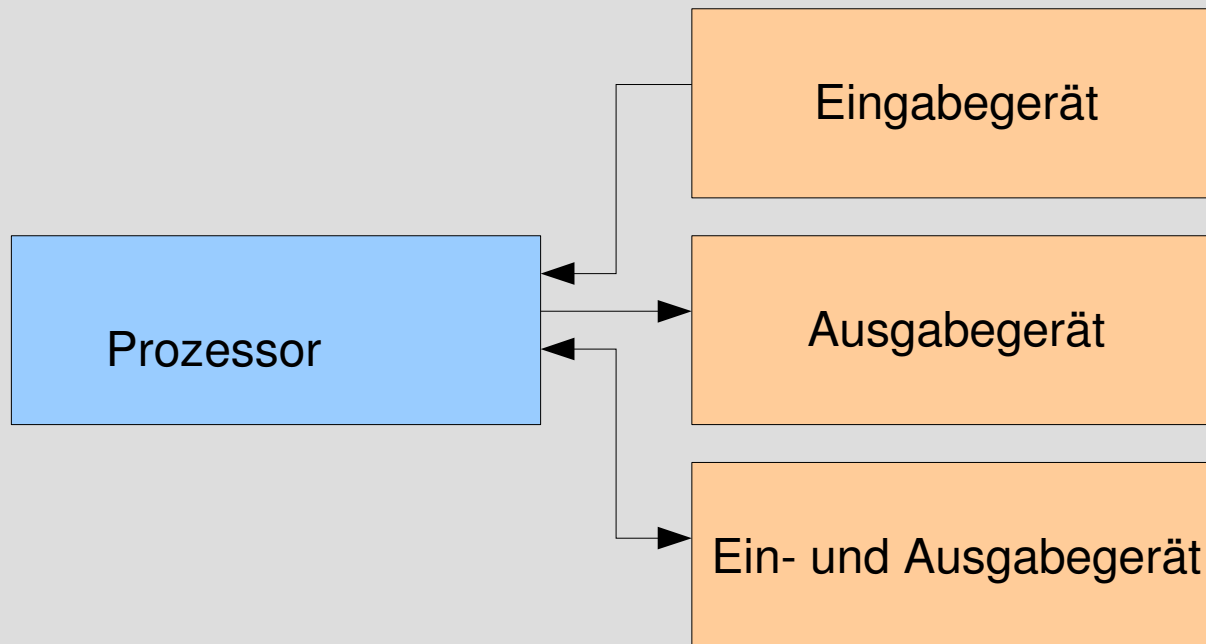 Eingabegerät
Prozessor
Ausgabegerät
Ein- und Ausgabegerät